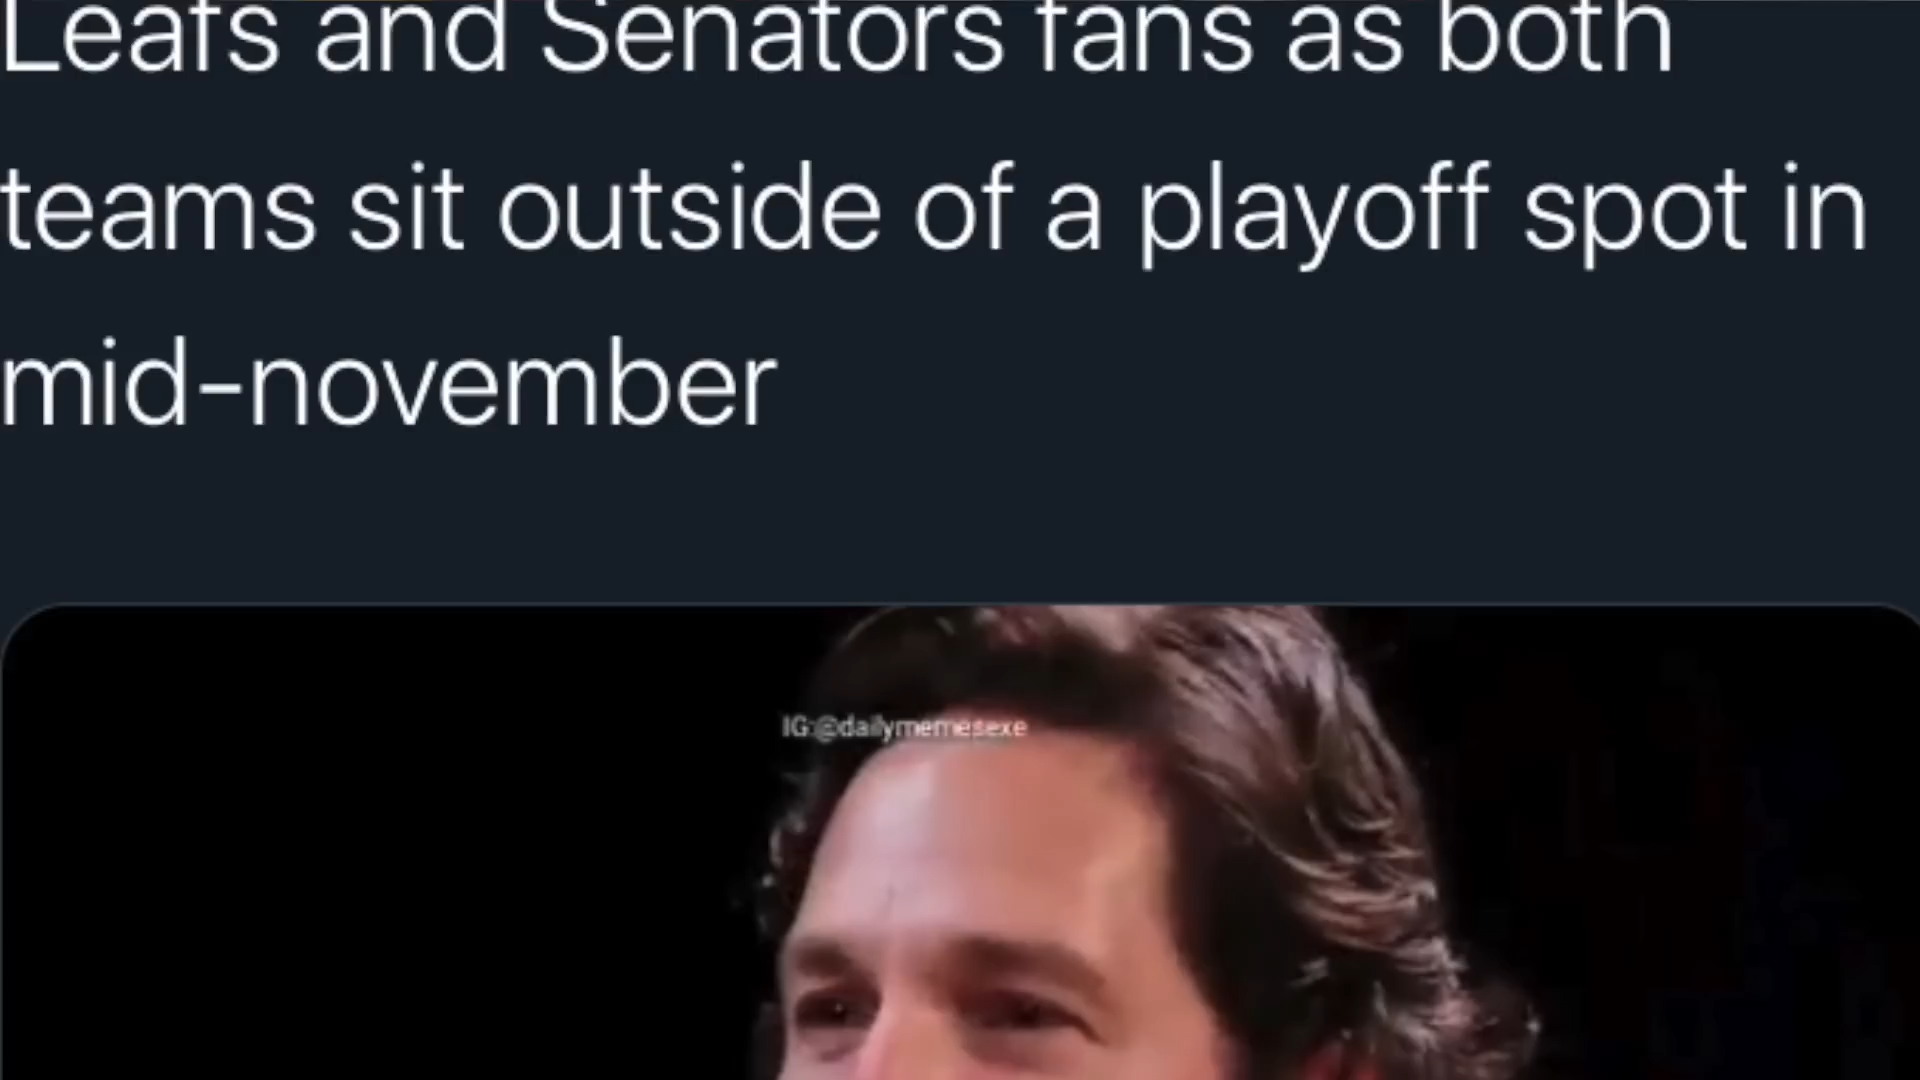 Leafs and Senators fans as both
teams sit outside of a playoff spot in
mid-november
IG:@dailymemesexe